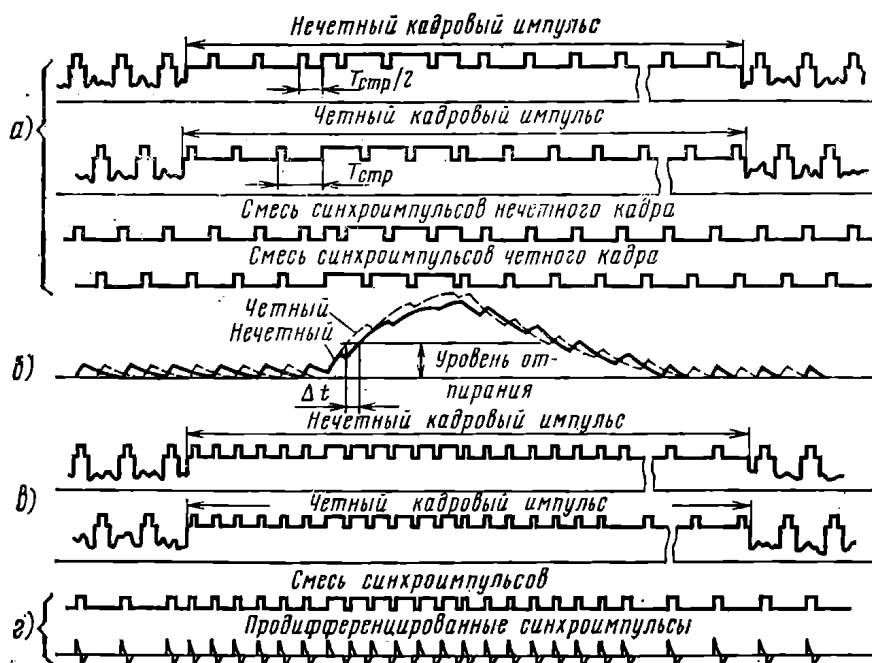 Нечетный кадровый импульс
Tстр/2
а)
Четный кадровый импульс
Tстр
Смесь синхроимпульсов нечетного кадра
Смесь синхроимпульсов четного кадра
Четный
Нечетный
б)
Уровень от-
пирания
Δt
Нечетный кадровый импульс
в)
Четный кадровый импульс
Смесь синхроимпульсов
г)
Продифференцированные синхроимпульсы